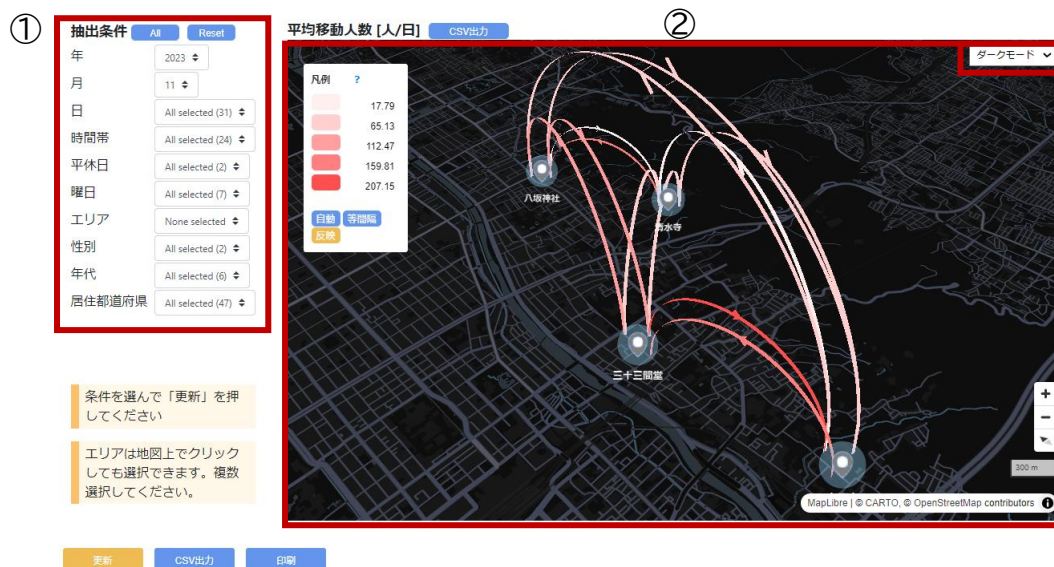 ①
抽出条件 All Reset
年 2023
月 11
日 All selected (31)
時間帯 All selected (24)
平休日 All selected (2)
曜日 All selected (7)
エリア None selected
性別 All selected (2)
年代 All selected (6)
居住都道府県 All selected (47)
条件を選んで「更新」を押
してください
エリアは地図上でクリック
しても選択できます。複数
選択してください。
更新 CSV出力 印刷
平均移動人数 [人/日] CSV出力
②
ダークモード
凡例 ?
17.79
65.13
112.47
159.81
207.15
自動 等間隔
反映
八坂神社
清水寺
三十三間堂
+
−
300 m
MapLibre | © CARTO, © OpenStreetMap contributors